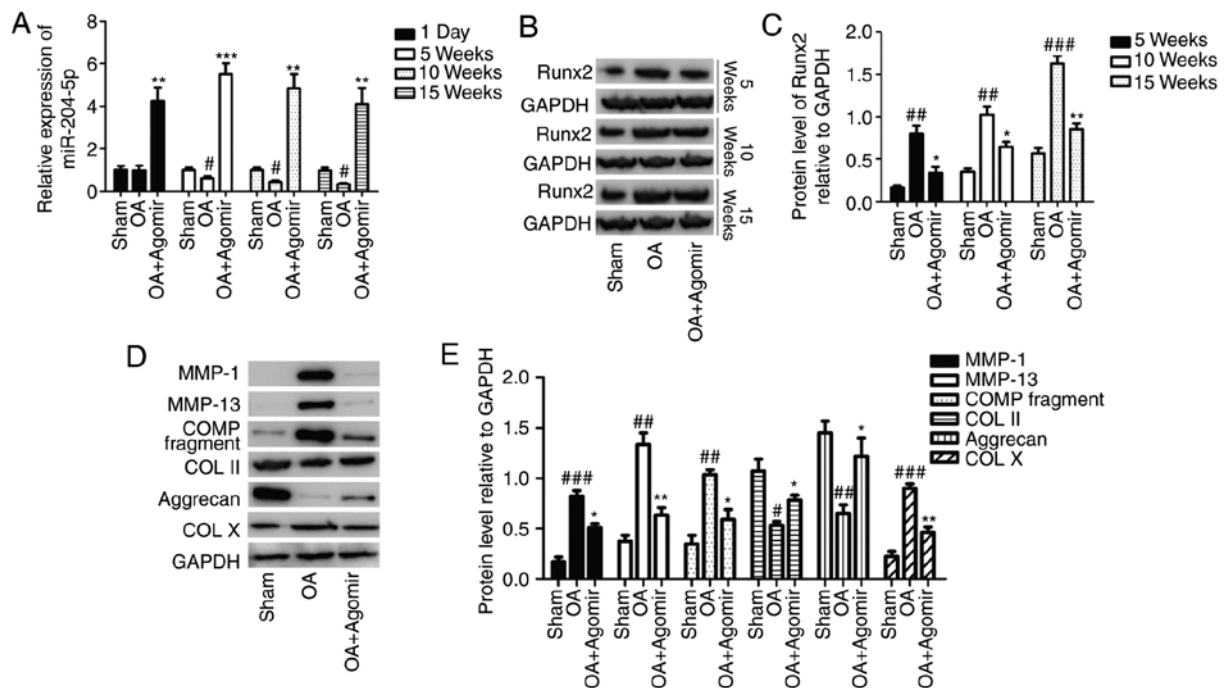 A
Relative expression of
miR-204-5p
8
6
4
2
0
**
***
**
**
#
#
#
Sham
OA
OA+Agomir
Sham
OA
OA+Agomir
Sham
OA
OA+Agomir
Sham
OA
OA+Agomir
1 Day
5 Weeks
10 Weeks
15 Weeks
B
Runx2
GAPDH
5
Weeks
Runx2
GAPDH
10
Weeks
Runx2
GAPDH
15
Weeks
Sham
OA
OA+Agomir
C
Protein level of Runx2
relative to GAPDH
2.0
1.5
1.0
0.5
0.0
##
*
##
*
###
**
Sham
OA
OA+Agomir
Sham
OA
OA+Agomir
Sham
OA
OA+Agomir
5 Weeks
10 Weeks
15 Weeks
D
MMP-1
MMP-13
COMP
fragment
COL II
Aggrecan
COL X
GAPDH
Sham
OA
OA+Agomir
E
Protein level relative to GAPDH
2.0
1.5
1.0
0.5
0.0
###
*
##
**
##
*
#
*
##
*
###
**
Sham
OA
OA+Agomir
Sham
OA
OA+Agomir
Sham
OA
OA+Agomir
Sham
OA
OA+Agomir
Sham
OA
OA+Agomir
Sham
OA
OA+Agomir
MMP-1
MMP-13
COMP fragment
COL II
Aggrecan
COL X